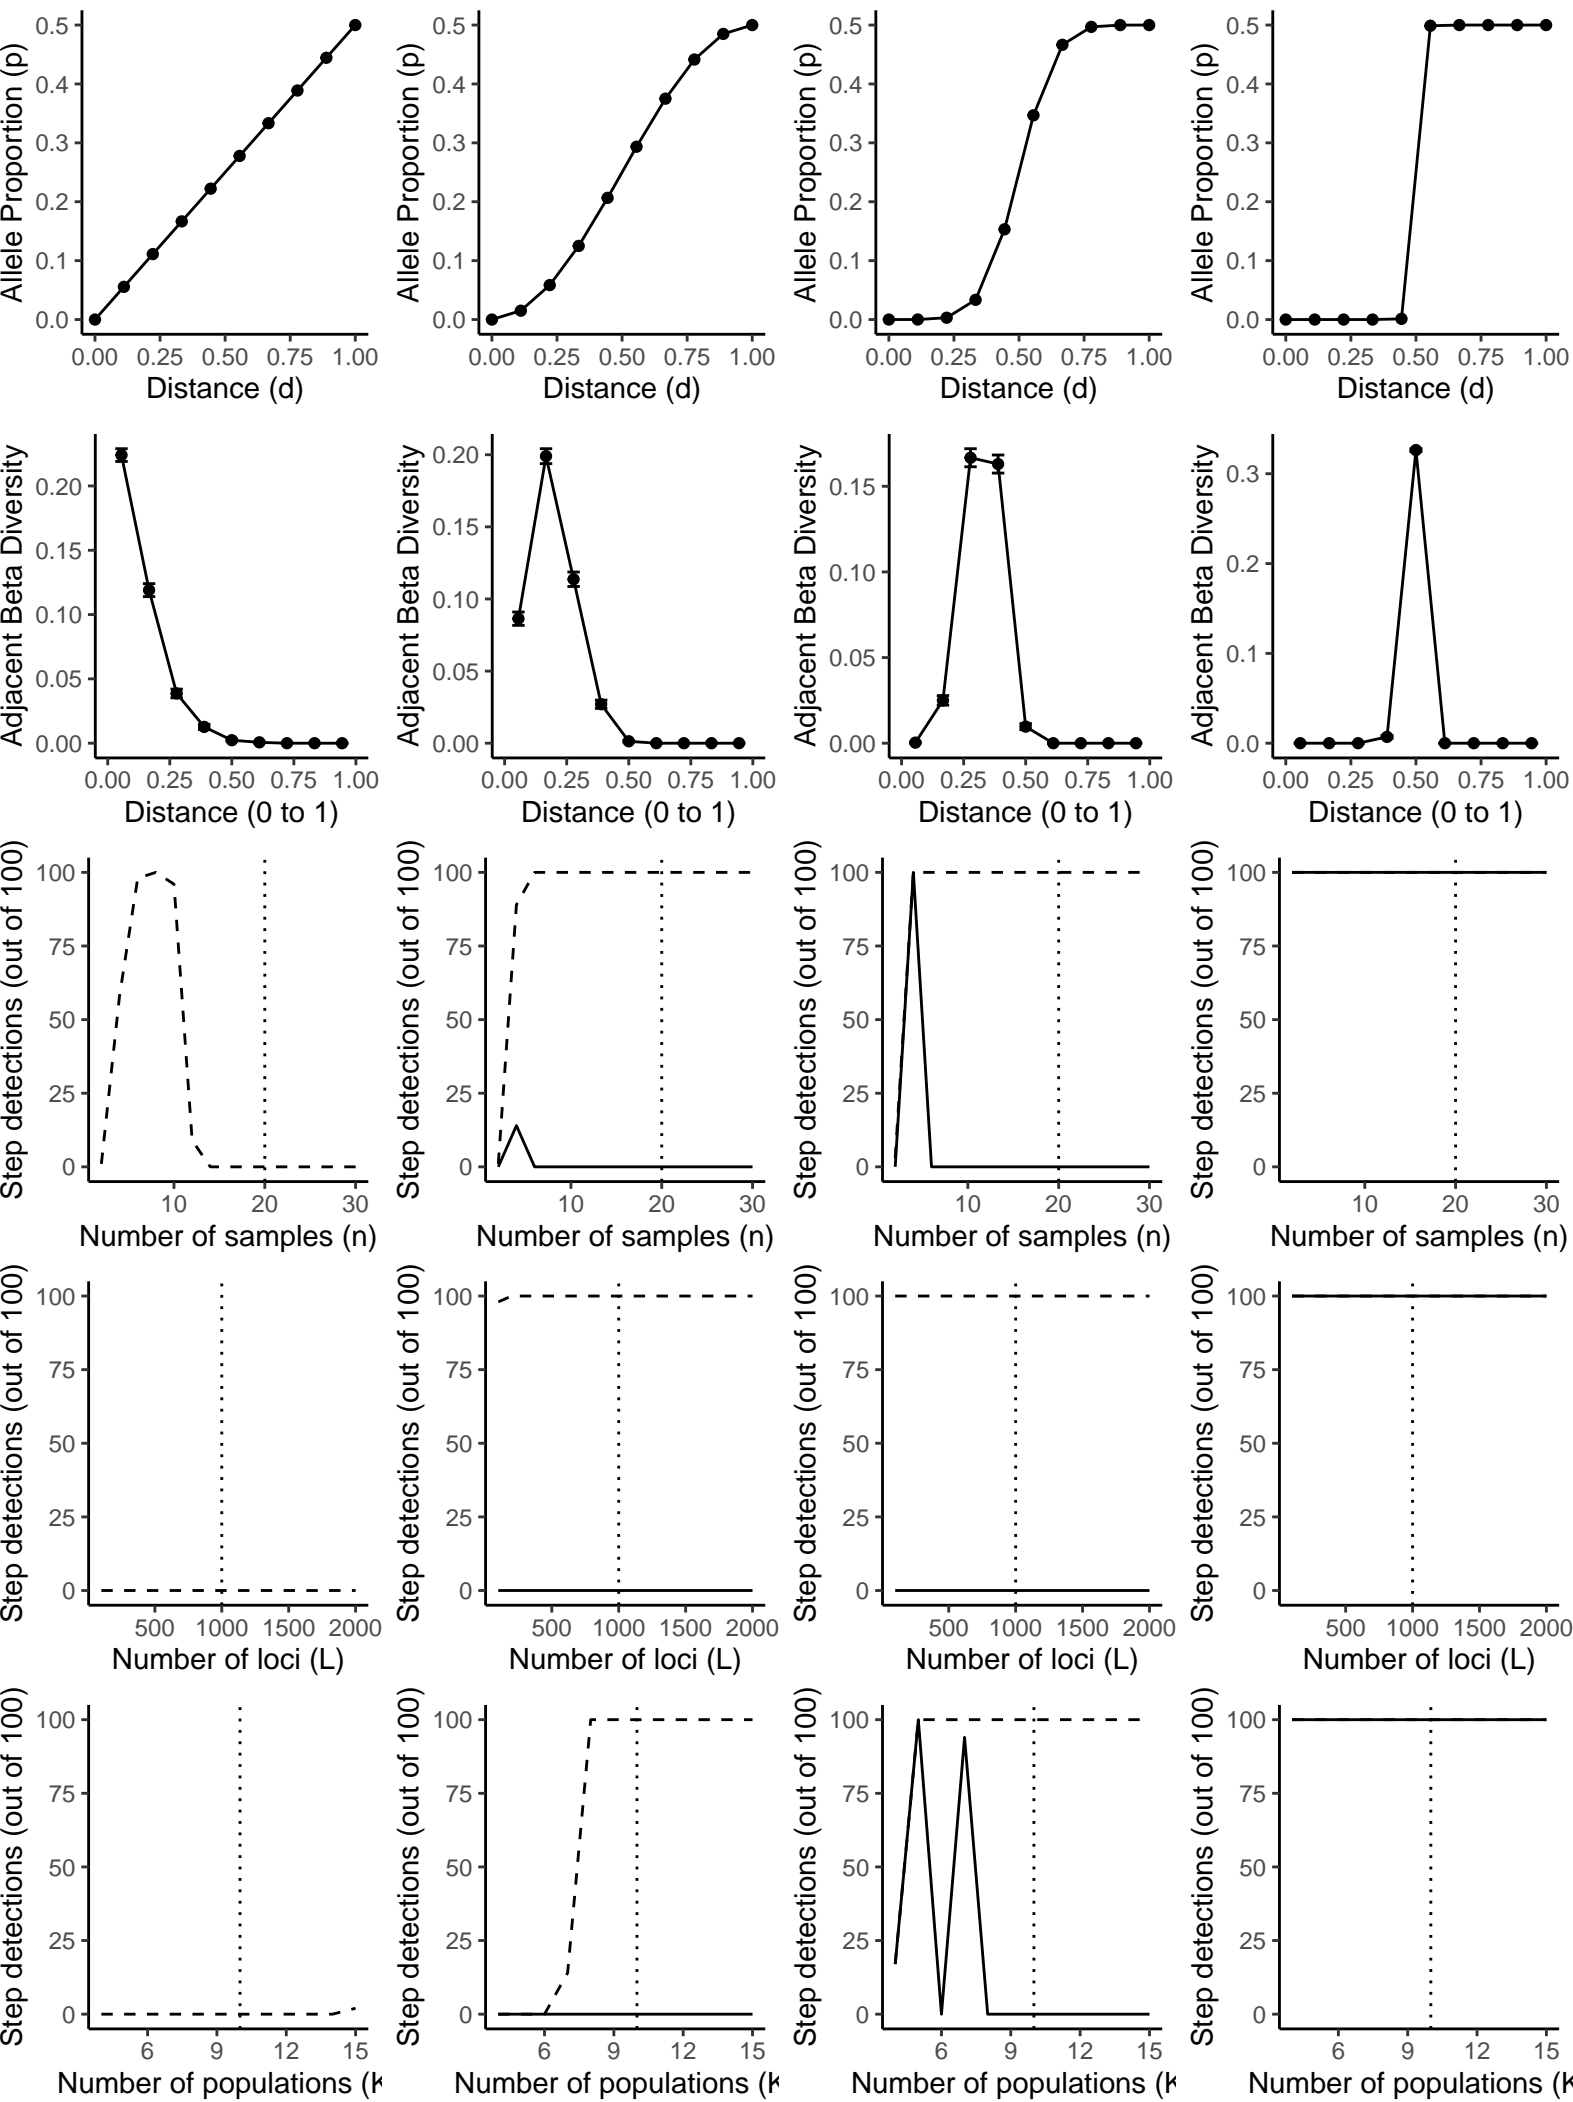 Allele Proportion (p) Allele Proportion (p) Allele Proportion (p) Allele Proportion (p)
0.5 0.5 0.5 0.5
0.4 0.4 0.4 0.4
0.3 0.3 0.3 0.3
0.2 0.2 0.2 0.2
0.1 0.1 0.1 0.1
0.0 0.0 0.0 0.0
0.00 0.25 0.50 0.75 1.00 0.00 0.25 0.50 0.75 1.00 0.00 0.25 0.50 0.75 1.00 0.00 0.25 0.50 0.75 1.00
Distance (d) Distance (d) Distance (d) Distance (d)
Adjacent Beta Diversity Adjacent Beta Diversity Adjacent Beta Diversity Adjacent Beta Diversity
0.20 0.20 0.15 0.3
0.15 0.15 0.10 0.2
0.10 0.10 0.05 0.1
0.05 0.05 0.00 0.0
0.00 0.00
0.00 0.25 0.50 0.75 1.00 0.00 0.25 0.50 0.75 1.00 0.00 0.25 0.50 0.75 1.00 0.00 0.25 0.50 0.75 1.00
Distance (0 to 1) Distance (0 to 1) Distance (0 to 1) Distance (0 to 1)
Step detections (out of 100) Step detections (out of 100) Step detections (out of 100) Step detections (out of 100)
100 100 100 100
75 75 75 75
50 50 50 50
25 25 25 25
0 0 0 0
10 20 30 10 20 30 10 20 30 10 20 30
Number of samples (n) Number of samples (n) Number of samples (n) Number of samples (n)
Step detections (out of 100) Step detections (out of 100) Step detections (out of 100) Step detections (out of 100)
100 100 100 100
75 75 75 75
50 50 50 50
25 25 25 25
0 0 0 0
500 1000 1500 2000 500 1000 1500 2000 500 1000 1500 2000 500 1000 1500 2000
Number of loci (L) Number of loci (L) Number of loci (L) Number of loci (L)
Step detections (out of 100) Step detections (out of 100) Step detections (out of 100) Step detections (out of 100)
100 100 100 100
75 75 75 75
50 50 50 50
25 25 25 25
0 0 0 0
6 9 12 15 6 9 12 15 6 9 12 15 6 9 12 15
Number of populations (K Number of populations (K Number of populations (K Number of populations (K